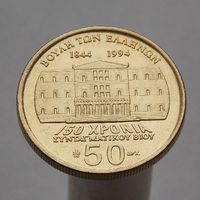 ΒΟΥΛΗ ΤΩΝ ΕΛΛΗΝΩΝ
1844 1994
150 ΧΡΟΝΙΑ
ΣΥΝΤΑΓΜΑΤΙΚΟΥ ΒΙΟΥ
50 ΔΡΧ.